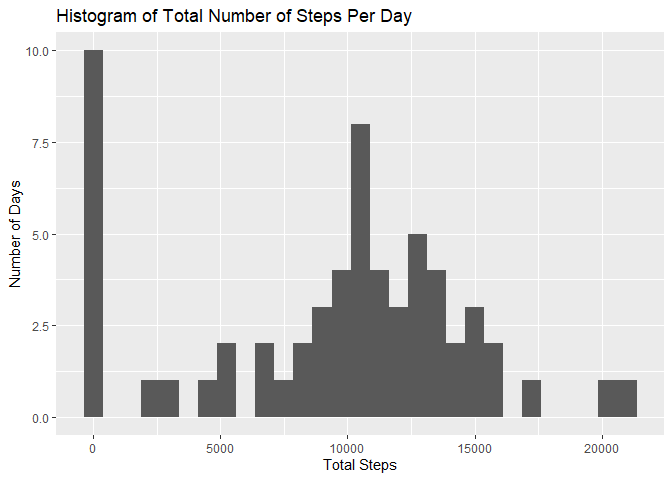 Histogram of Total Number of Steps Per Day
10.0
7.5
5.0
2.5
0.0
Number of Days
0 5000 10000 15000 20000
Total Steps